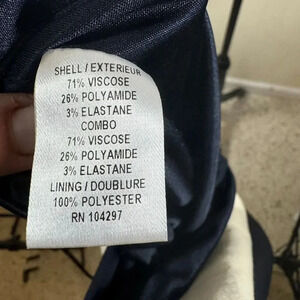 SHELL / EXTERIEUR
71% VISCOSE
26% POLYAMIDE
3% ELASTANE
COMBO
71% VISCOSE
26% POLYAMIDE
3% ELASTANE
LINING / DOUBLURE
100% POLYESTER
RN 104297